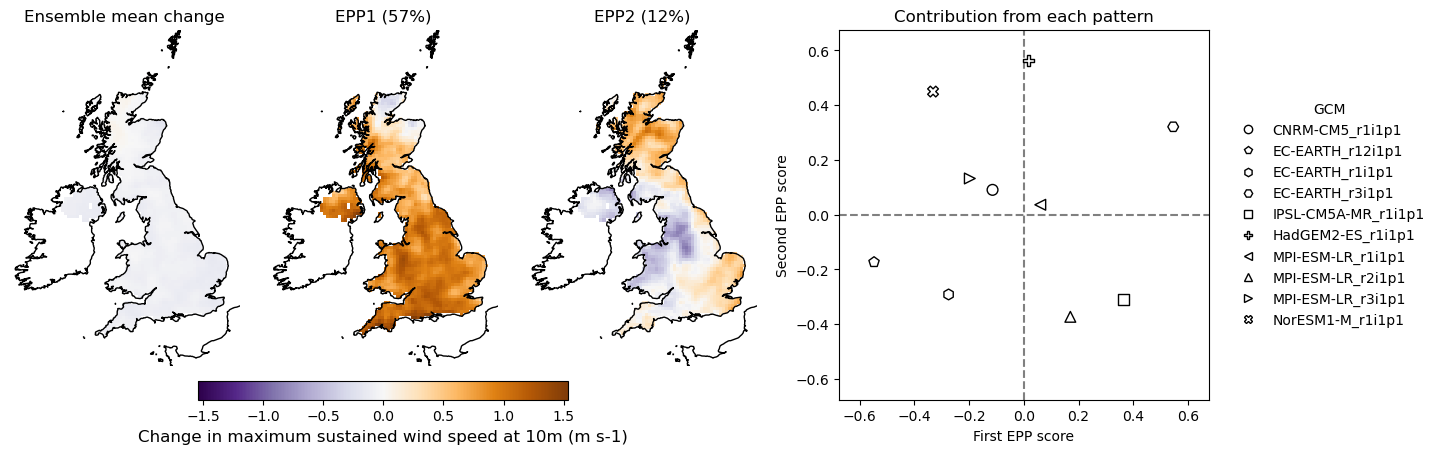 Ensemble mean change
EPP1 (57%)
EPP2 (12%)
−1.5 −1.0 −0.5 0.0 0.5 1.0 1.5
Change in maximum sustained wind speed at 10m (m s-1)
Contribution from each pattern
Second EPP score
0.6
0.4
0.2
0.0
−0.2
−0.4
−0.6
−0.6 −0.4 −0.2 0.0 0.2 0.4 0.6
First EPP score
GCM
CNRM-CM5_r1i1p1
EC-EARTH_r12i1p1
EC-EARTH_r1i1p1
EC-EARTH_r3i1p1
IPSL-CM5A-MR_r1i1p1
HadGEM2-ES_r1i1p1
MPI-ESM-LR_r1i1p1
MPI-ESM-LR_r2i1p1
MPI-ESM-LR_r3i1p1
NorESM1-M_r1i1p1